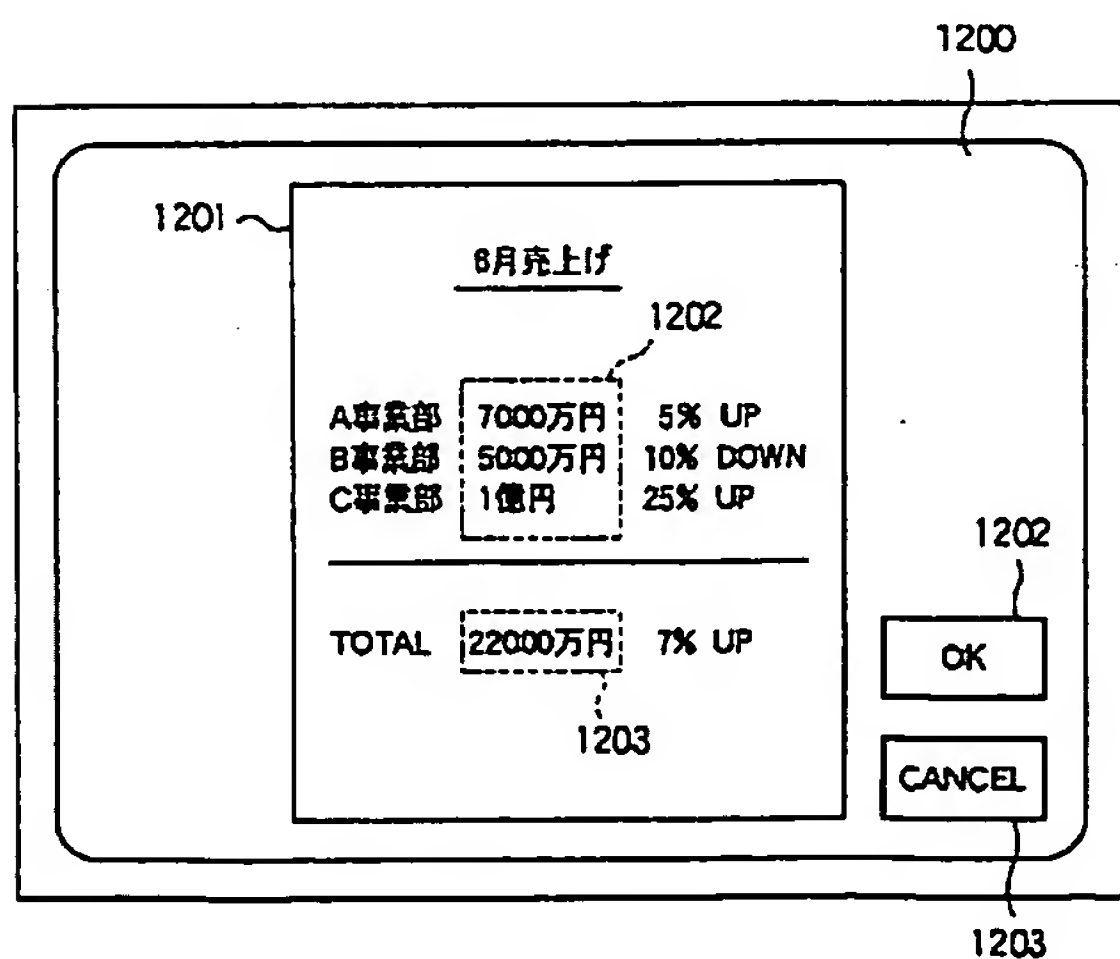 1200
1201
6月売上げ
1202
A事業部 7000万円 5% UP
B事業部 5000万円 10% DOWN
C事業部 1億円 25% UP
1202
TOTAL 22000万円 7% UP
OK
1203
CANCEL
1203